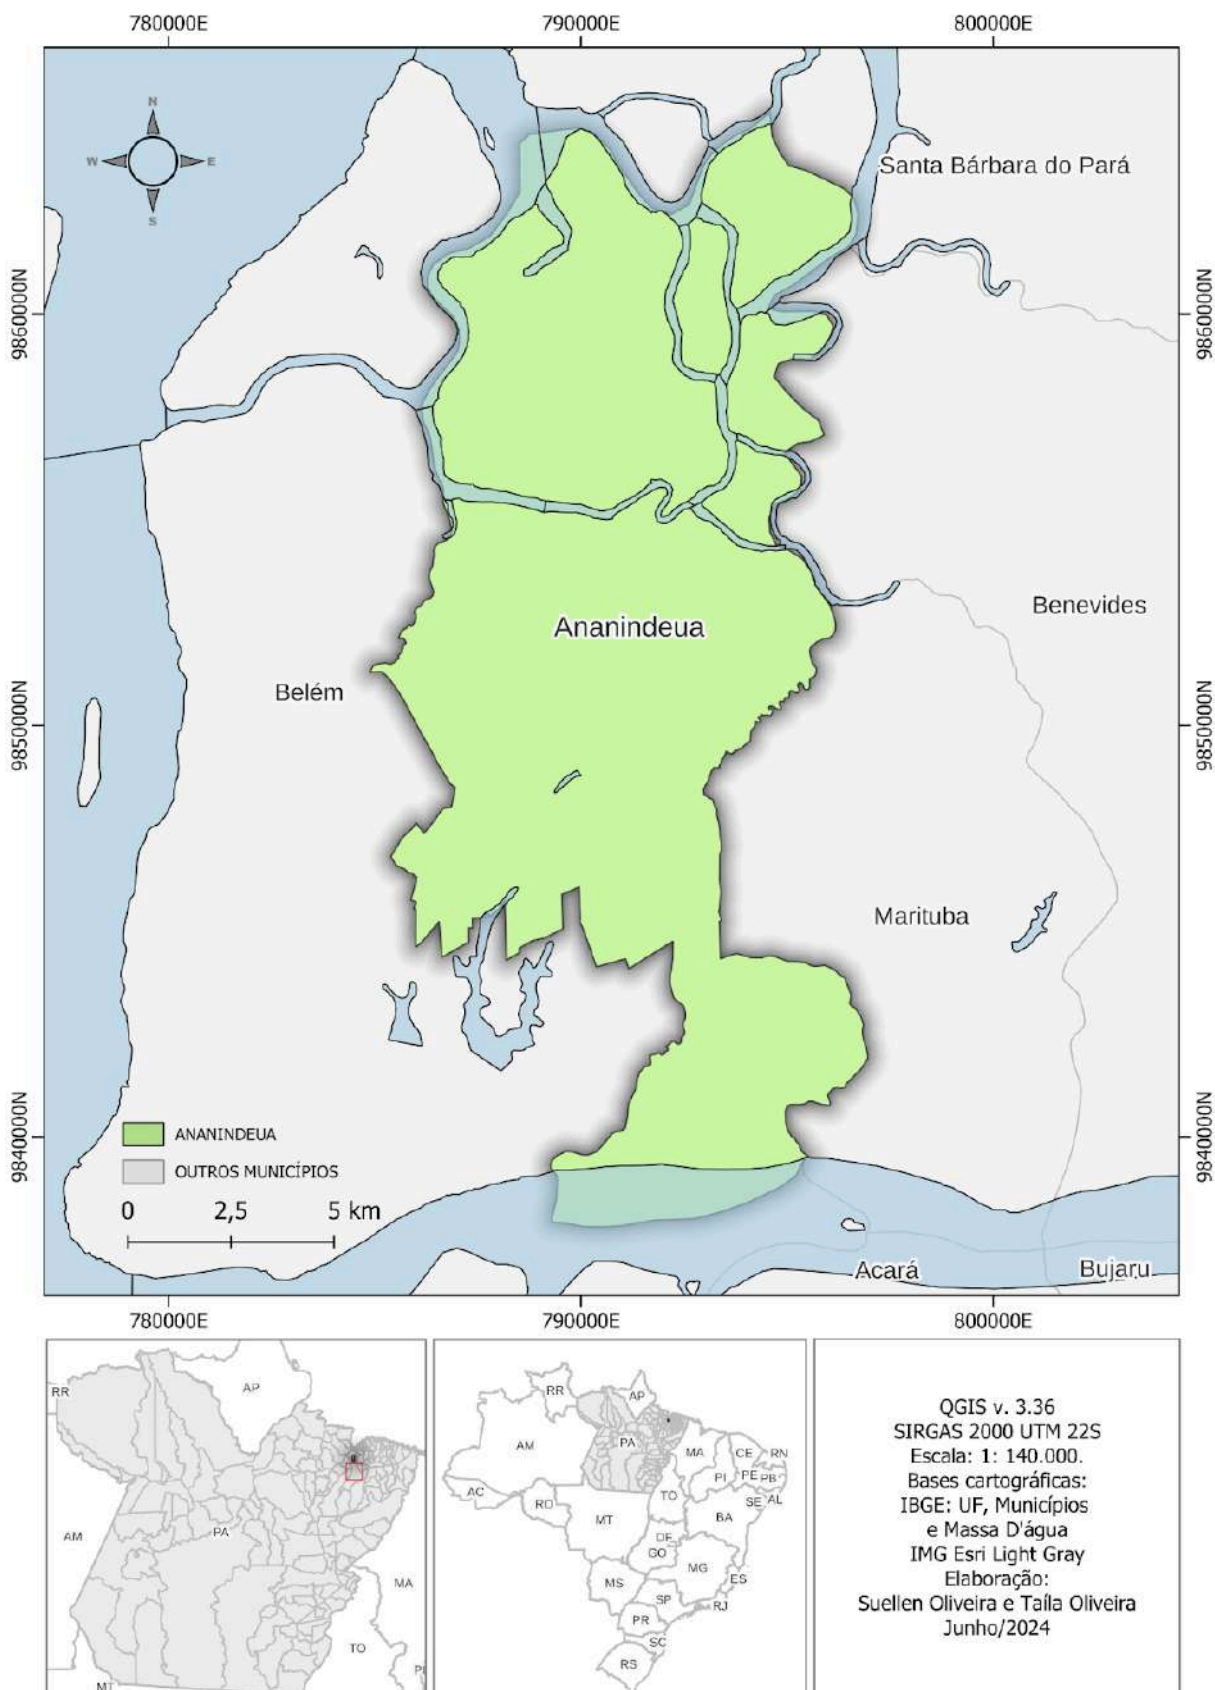 780000E
790000E
800000E
N
W
E
S
Santa Bárbara do Pará
9860000N
9860000N
Ananindeua
Benevides
Belém
9850000N
9850000N
Marituba
9840000N
9840000N
ANANINDEUA
OUTROS MUNICÍPIOS
0 2,5 5 km
Acará
Bujaru
780000E
790000E
800000E
RR
AP
AM
PA
MA
TO
MT
RR
AP
AM
PA
MA
CE
RN
AC
PI
PE
PB
RO
TO
SE
AL
MT
BA
DF
GO
MG
MS
ES
SP
RJ
PR
SC
RS
QGIS v. 3.36
SIRGAS 2000 UTM 22S
Escala: 1: 140.000.
Bases cartográficas:
IBGE: UF, Municípios
e Massa D'água
IMG Esri Light Gray
Elaboração:
Suellen Oliveira e Taíla Oliveira
Junho/2024